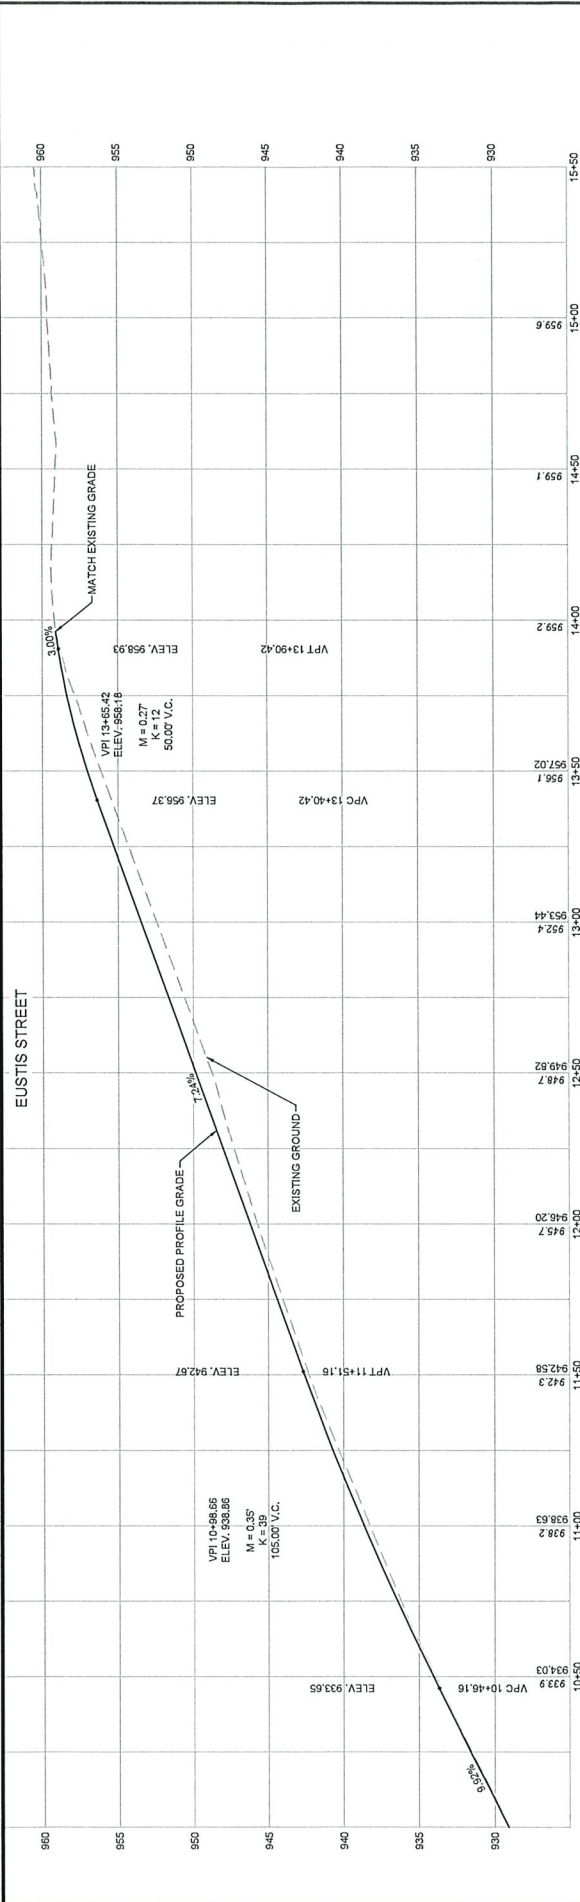 EUSTIS STREET
960
955
950
945
940
935
930
960
955
950
945
940
935
930
9.92%
VPC 10+46.16
ELEV. 933.65
VPI 10+98.66
ELEV. 938.86
M = 0.35'
K = 39
105.00' V.C.
VPT 11+51.16
ELEV. 942.67
PROPOSED PROFILE GRADE
7.24%
EXISTING GROUND
VPC 13+40.42
ELEV. 956.37
VPI 13+65.42
ELEV. 958.18
M = 0.27'
K = 12
50.00' V.C.
VPT 13+90.42
ELEV. 958.93
3.00%
MATCH EXISTING GRADE
933.9
934.03
938.2
938.63
942.3
942.58
945.7
946.20
948.7
949.82
952.4
953.44
956.1
957.02
959.2
959.1
959.6
10+50
11+00
11+50
12+00
12+50
13+00
13+50
14+00
14+50
15+00
15+50